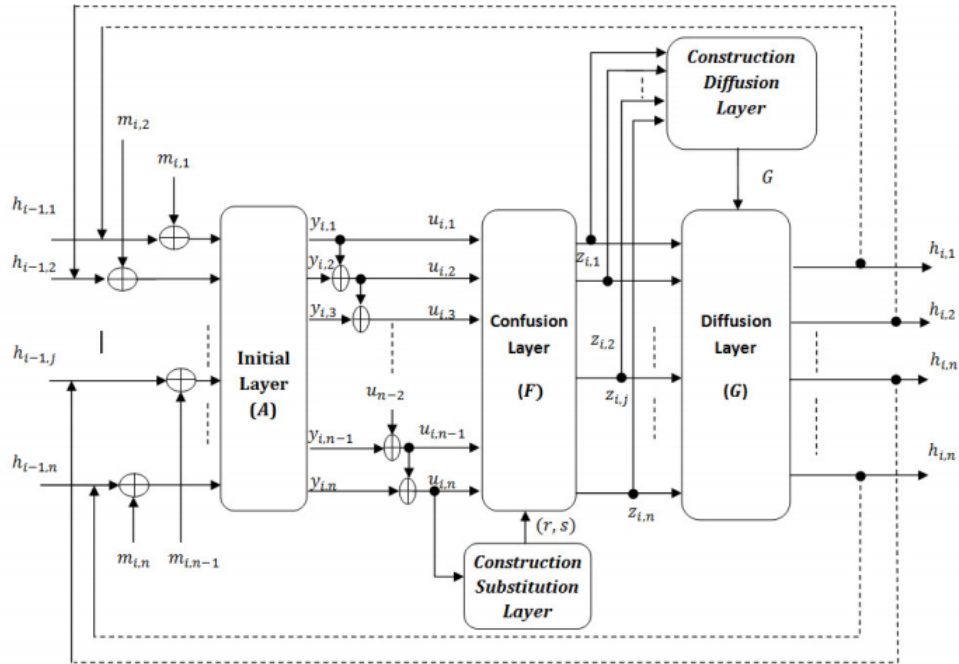 Construction
Diffusion
Layer
m_{i,2}
m_{i,1}
G
h_{i-1,1}
h_{i-1,2}
h_{i-1,j}
h_{i-1,n}
m_{i,n}
m_{i,n-1}
Initial
Layer
(A)
y_{i,1}
y_{i,2}
y_{i,3}
y_{i,n-1}
y_{i,n}
u_{i,1}
u_{i,2}
u_{i,3}
u_{n-2}
u_{i,n-1}
u_{i,n}
Confusion
Layer
(F)
(r, s)
Construction
Substitution
Layer
z_{i,1}
z_{i,2}
z_{i,j}
z_{i,n}
Diffusion
Layer
(G)
h_{i,1}
h_{i,2}
h_{i,n}
h_{i,n}